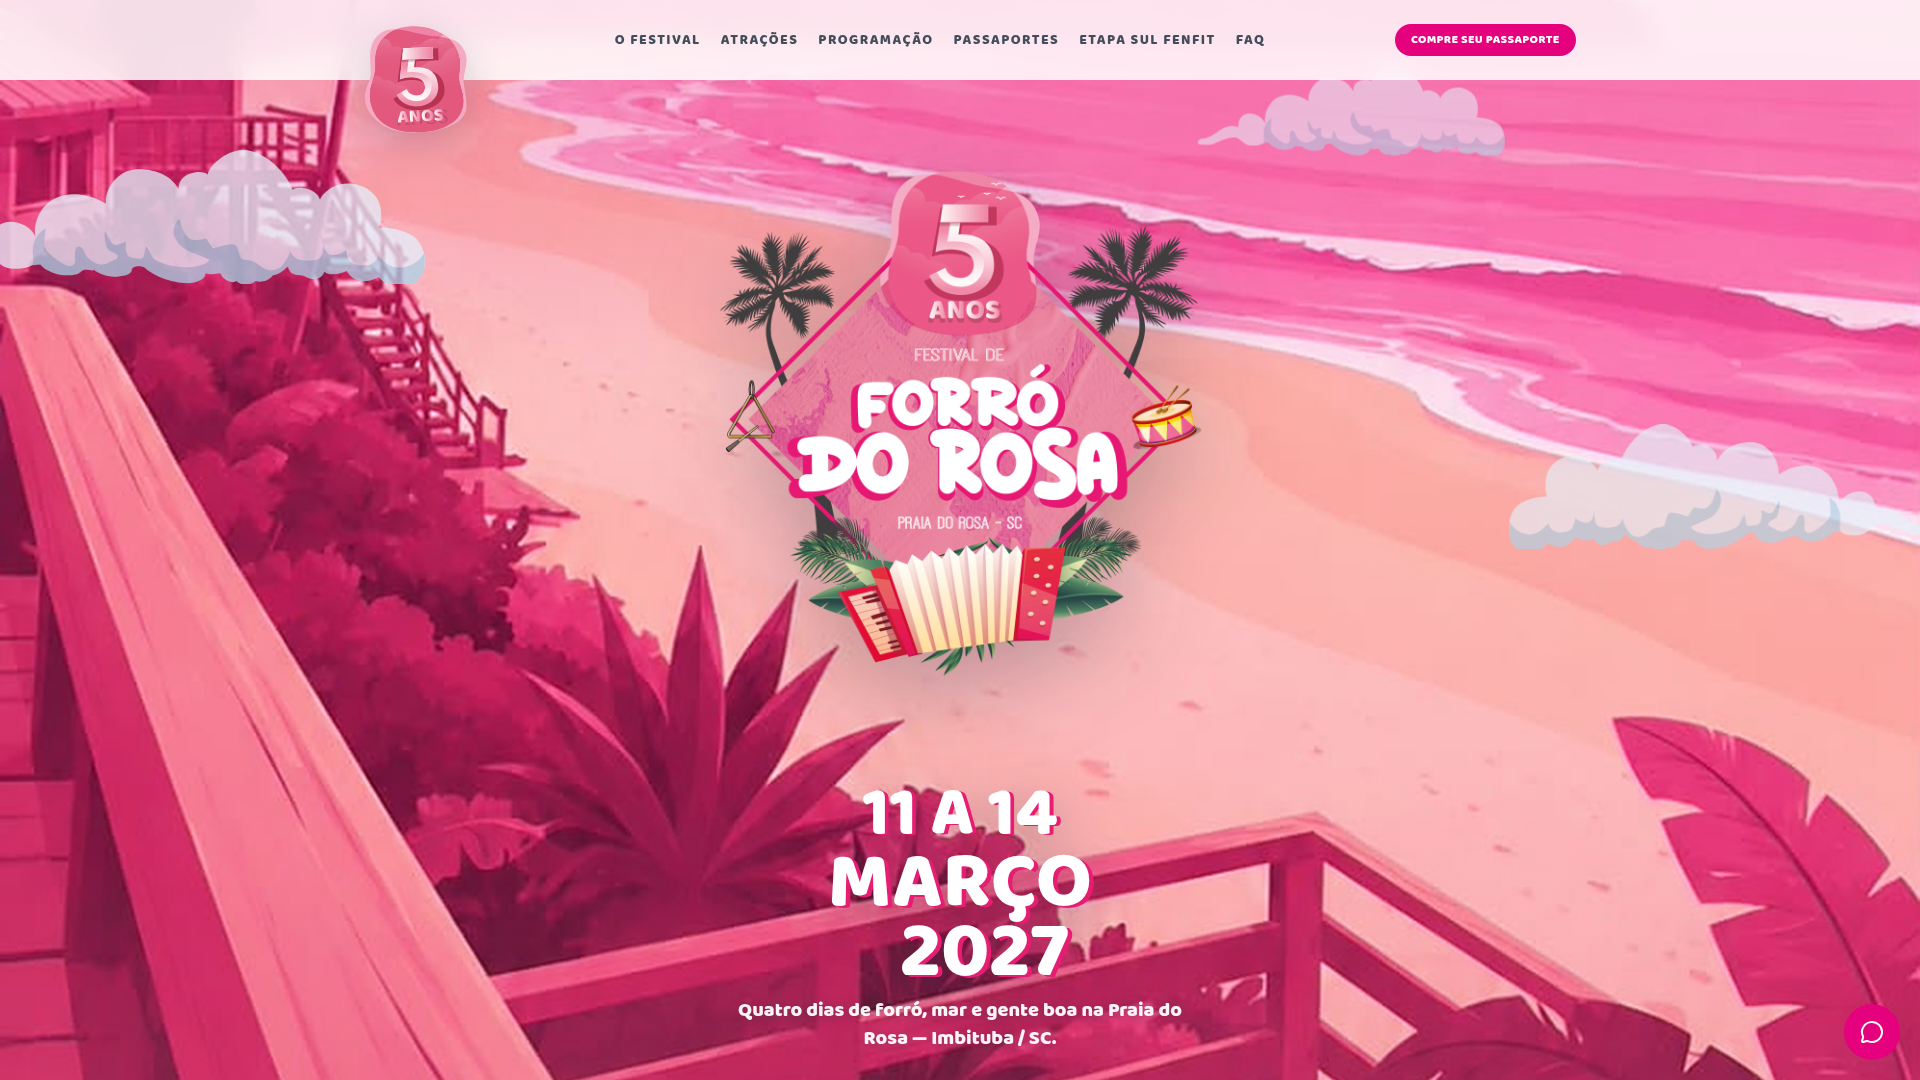 5
ANOS
O FESTIVAL
ATRAÇÕES
PROGRAMAÇÃO
PASSAPORTES
ETAPA SUL FENFIT
FAQ
COMPRE SEU PASSAPORTE
5
ANOS
FESTIVAL DE
FORRÓ
DO ROSA
PRAIA DO ROSA - SC
11 A 14
MARÇO
2027
Quatro dias de forró, mar e gente boa na Praia do
Rosa — Imbituba / SC.